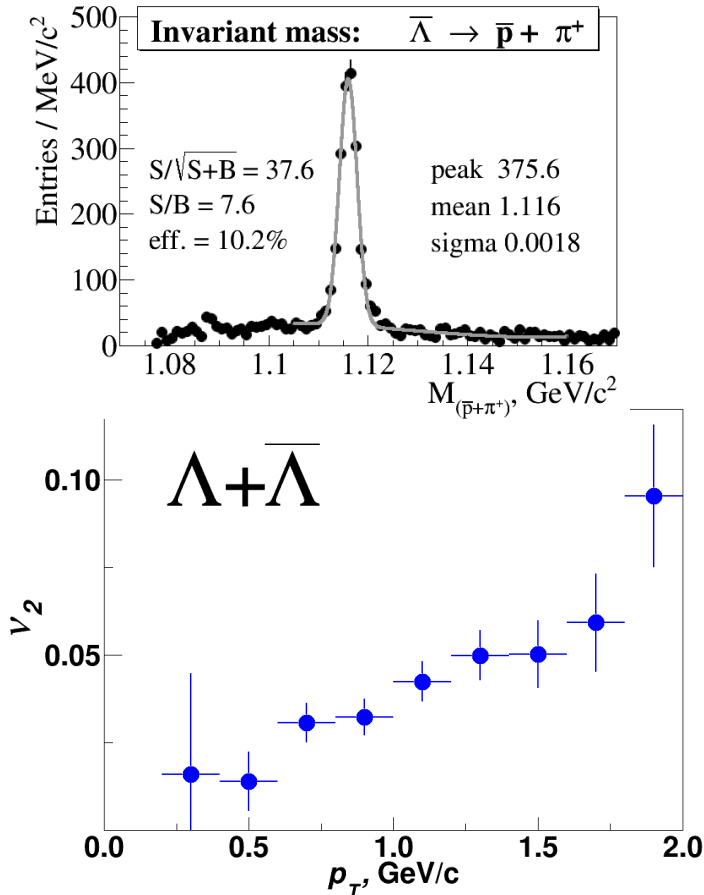 Invariant mass: Λ̅ → p̅ + π⁺
Entries / MeV/c²
500
400
300
200
100
0
S/√S+B = 37.6
S/B = 7.6
eff. = 10.2%
peak 375.6
mean 1.116
sigma 0.0018
1.08 1.1 1.12 1.14 1.16
M(p̅+π⁺), GeV/c²
Λ+Λ̅
ν₂
0.10
0.05
0.0 0.5 1.0 1.5 2.0
p_T, GeV/c